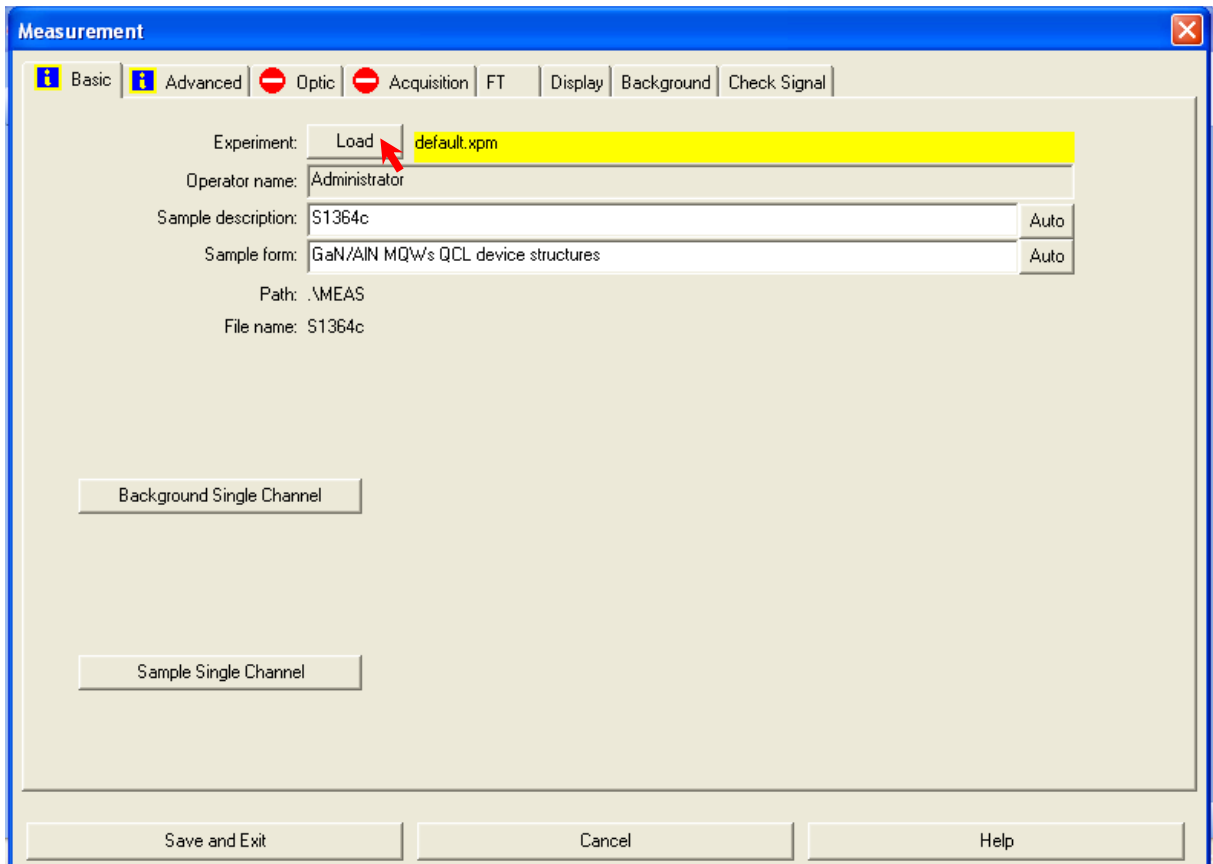 Measurement
Basic Advanced Optic Acquisition FT Display Background Check Signal
Experiment: Load default.xpm
Operator name: Administrator
Sample description: S1364c Auto
Sample form: GaN/AlN MQW's QCL device structures Auto
Path: .\MEAS
File name: S1364c
Background Single Channel
Sample Single Channel
Save and Exit Cancel Help